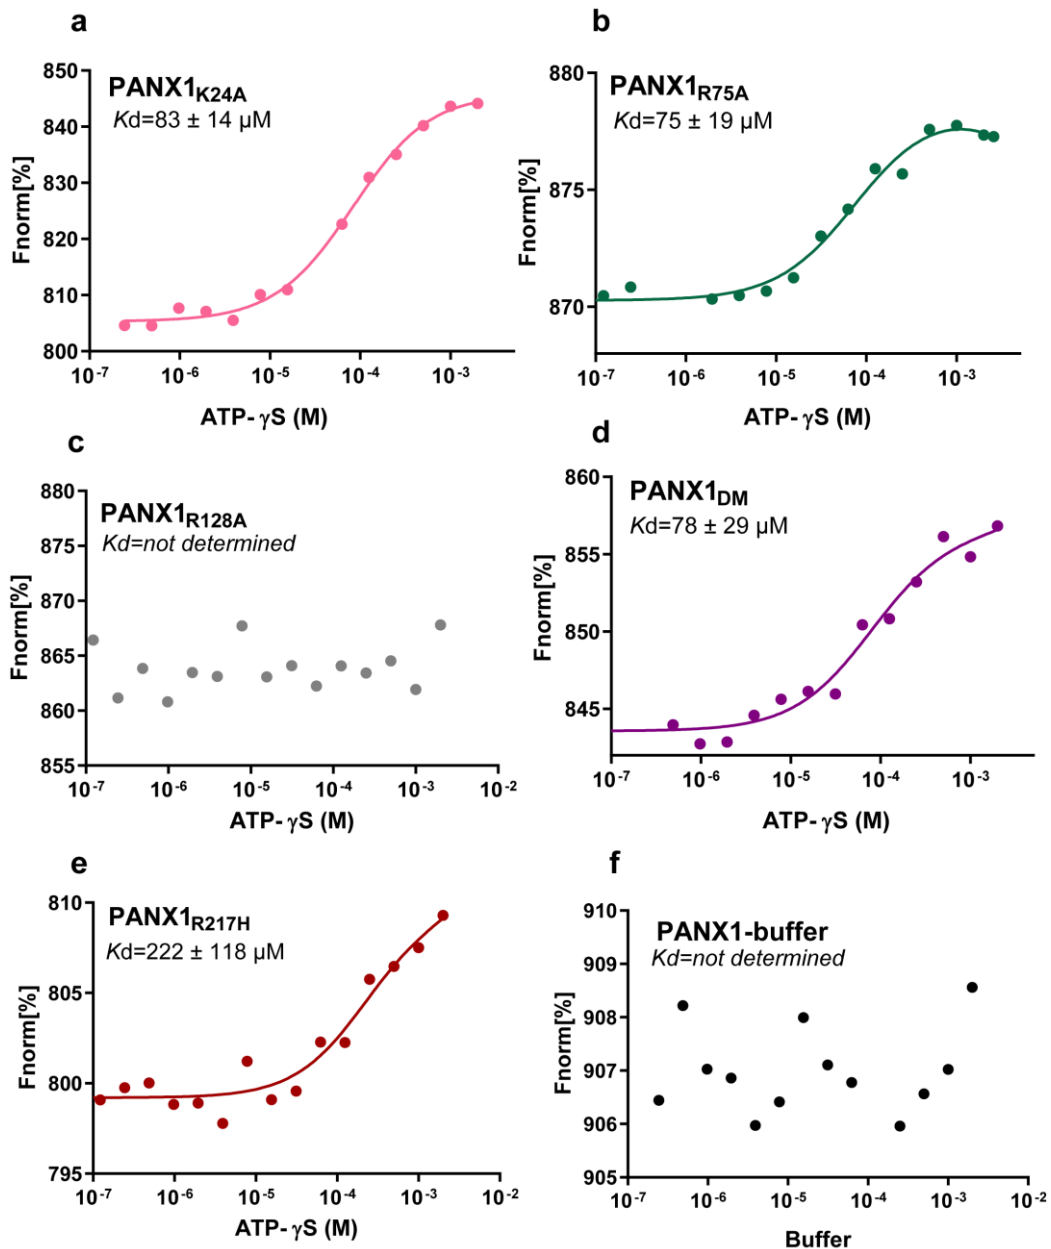 a
PANX1K24A
Kd=83 ± 14 µM
Fnorm[%]
850
840
830
820
810
800
10-7
10-6
10-5
10-4
10-3
ATP- γS (M)
b
PANX1R75A
Kd=75 ± 19 µM
Fnorm[%]
880
875
870
10-7
10-6
10-5
10-4
10-3
ATP- γS (M)
c
PANX1R128A
Kd=not determined
Fnorm[%]
880
875
870
865
860
855
10-7
10-6
10-5
10-4
10-3
10-2
ATP- γS (M)
d
PANX1DM
Kd=78 ± 29 µM
Fnorm[%]
860
855
850
845
10-7
10-6
10-5
10-4
10-3
ATP- γS (M)
e
PANX1R217H
Kd=222 ± 118 µM
Fnorm[%]
810
805
800
795
10-7
10-6
10-5
10-4
10-3
10-2
ATP- γS (M)
f
PANX1-buffer
Kd=not determined
Fnorm[%]
910
909
908
907
906
905
10-7
10-6
10-5
10-4
10-3
10-2
Buffer